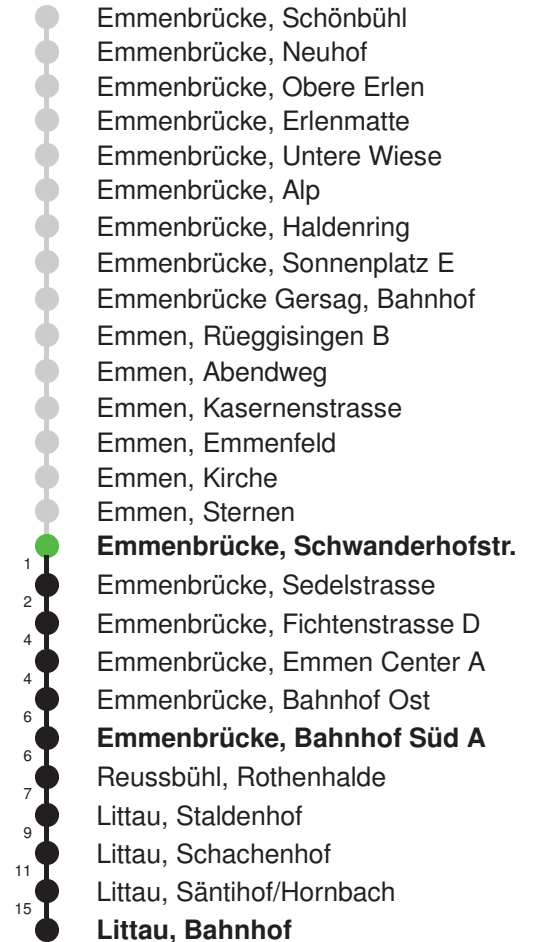 Emmenbrücke, Schönbühl
Emmenbrücke, Neuhof
Emmenbrücke, Obere Erlen
Emmenbrücke, Erlenmatte
Emmenbrücke, Untere Wiese
Emmenbrücke, Alp
Emmenbrücke, Haldenring
Emmenbrücke, Sonnenplatz E
Emmenbrücke Gersag, Bahnhof
Emmen, Rüeggisingen B
Emmen, Abendweg
Emmen, Kasernenstrasse
Emmen, Emmenfeld
Emmen, Kirche
Emmen, Sternen
Emmenbrücke, Schwanderhofstr.
1
Emmenbrücke, Sedelstrasse
2
Emmenbrücke, Fichtenstrasse D
4
Emmenbrücke, Emmen Center A
4
Emmenbrücke, Bahnhof Ost
6
Emmenbrücke, Bahnhof Süd A
6
Reussbühl, Rothenhalde
7
Littau, Staldenhof
9
Littau, Schachenhof
11
Littau, Säntihof/Hornbach
15
Littau, Bahnhof